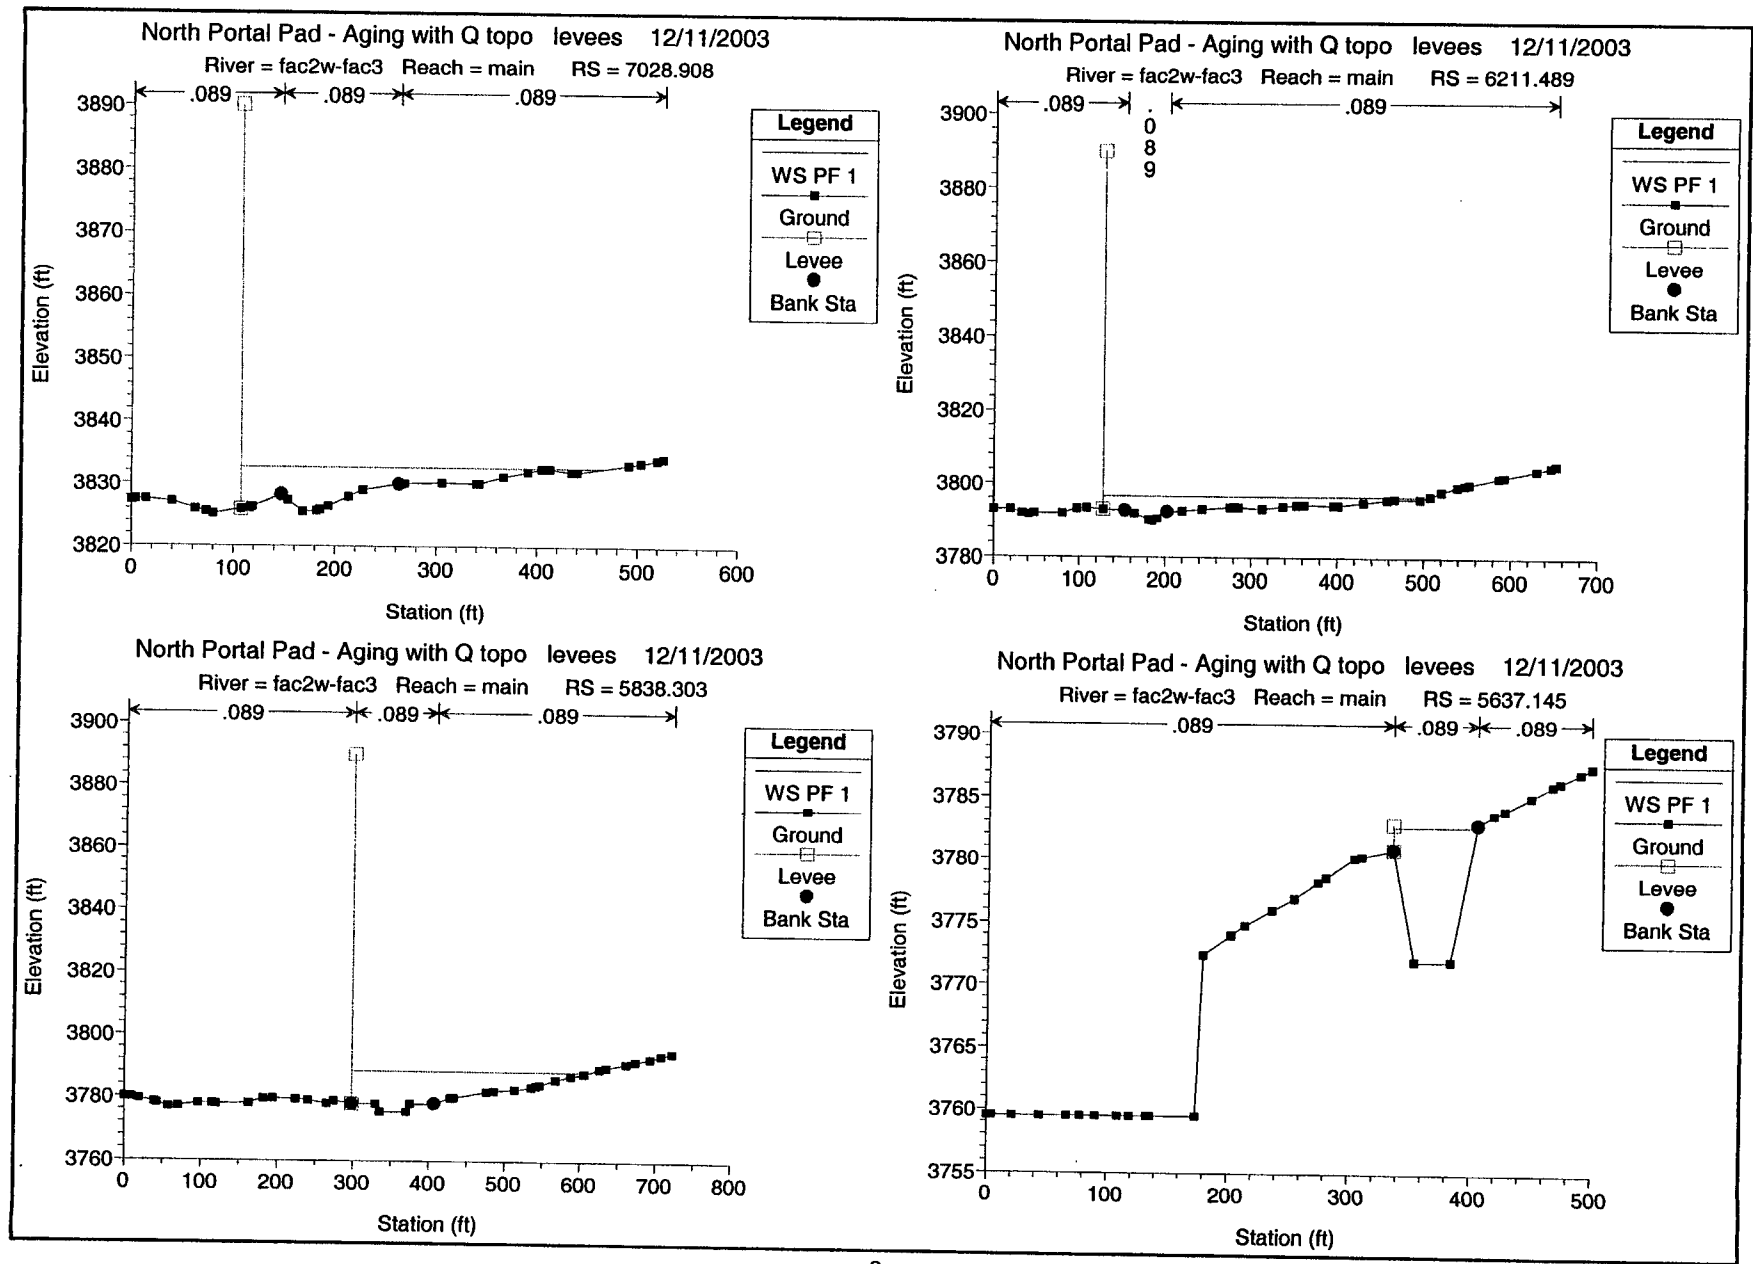 North Portal Pad - Aging with Q topo levees 12/11/2003
River = fac2w-fac3 Reach = main RS = 7028.908
.089 .089 .089
3890
3880
3870
3860
3850
3840
3830
3820
Elevation (ft)
0 100 200 300 400 500 600
Station (ft)
Legend
WS PF 1
Ground
Levee
Bank Sta
North Portal Pad - Aging with Q topo levees 12/11/2003
River = fac2w-fac3 Reach = main RS = 6211.489
.089 .089 .089
3900
3880
3860
3840
3820
3800
3780
Elevation (ft)
0 100 200 300 400 500 600 700
Station (ft)
Legend
WS PF 1
Ground
Levee
Bank Sta
North Portal Pad - Aging with Q topo levees 12/11/2003
River = fac2w-fac3 Reach = main RS = 5838.303
.089 .089 .089
3900
3880
3860
3840
3820
3800
3780
3760
Elevation (ft)
0 100 200 300 400 500 600 700 800
Station (ft)
Legend
WS PF 1
Ground
Levee
Bank Sta
North Portal Pad - Aging with Q topo levees 12/11/2003
River = fac2w-fac3 Reach = main RS = 5637.145
.089 .089 .089
3790
3785
3780
3775
3770
3765
3760
3755
Elevation (ft)
0 100 200 300 400 500
Station (ft)
Legend
WS PF 1
Ground
Levee
Bank Sta